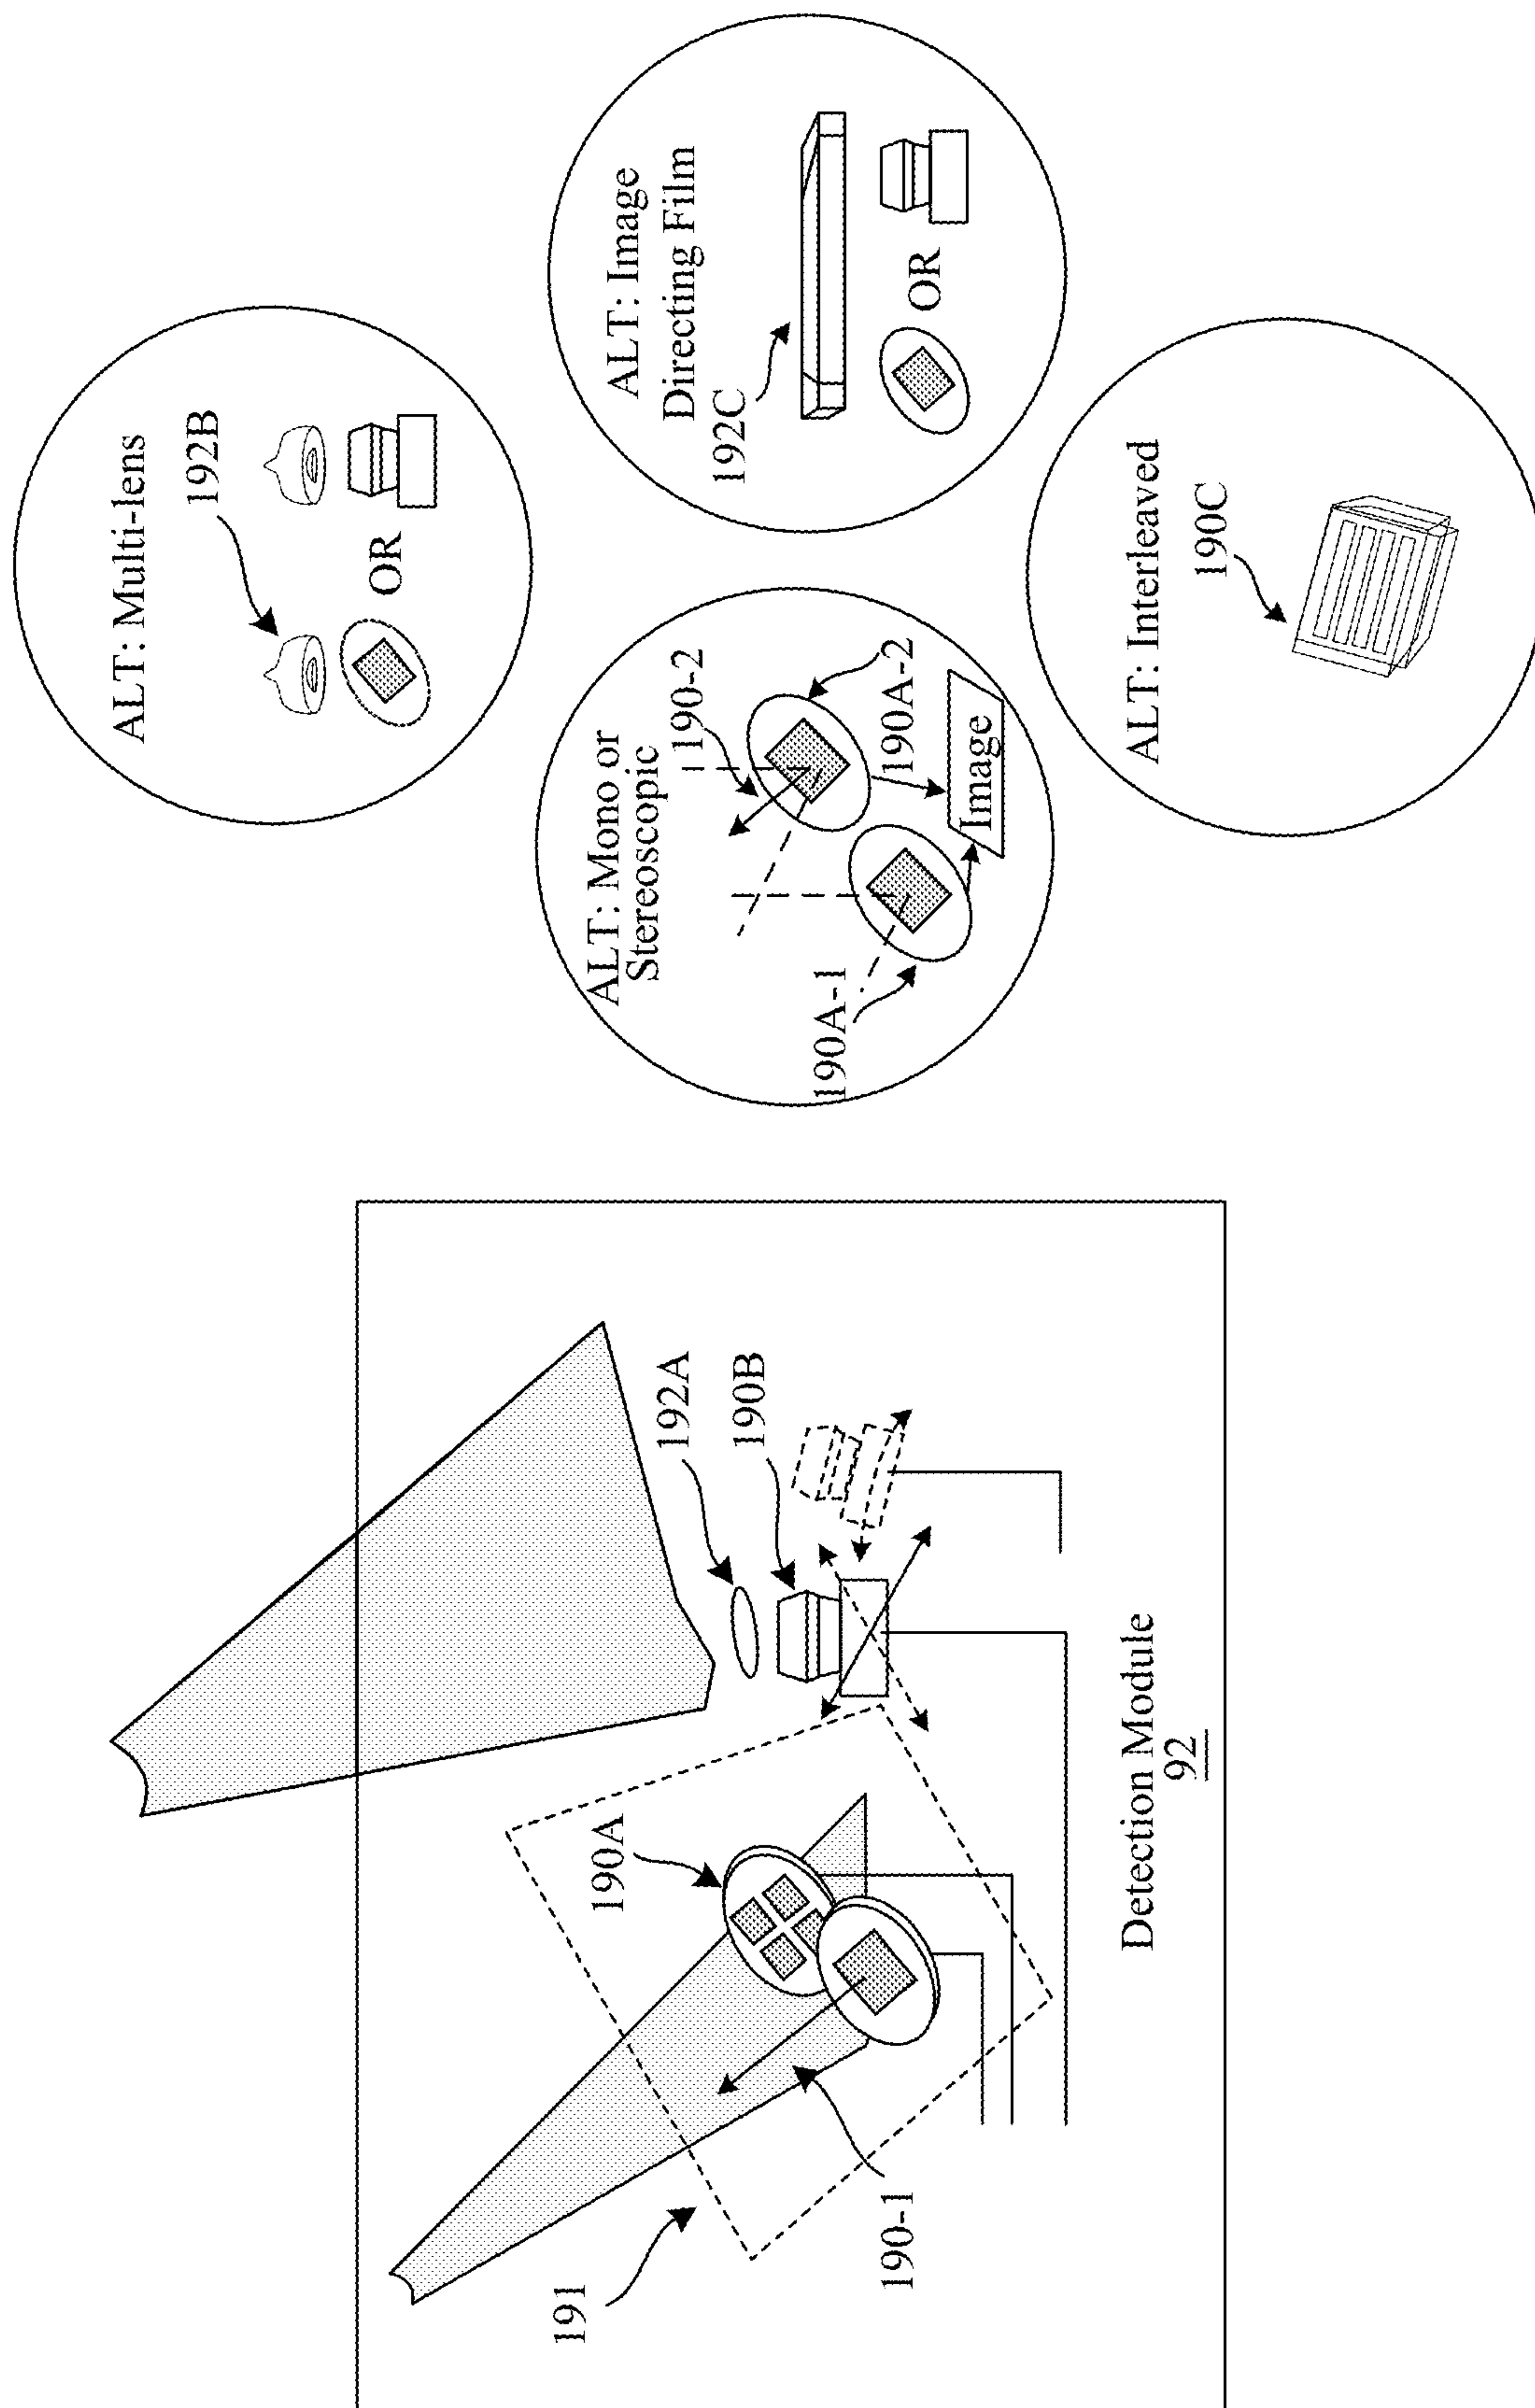 ALT: Multi-lens
192B
OR
ALT: Mono or
Stereoscopic
190-2
190A-1
190A-2
Image
ALT: Image
Directing Film
192C
OR
ALT: Interleaved
190C
192A
190B
190A
191
190-1
Detection Module
92